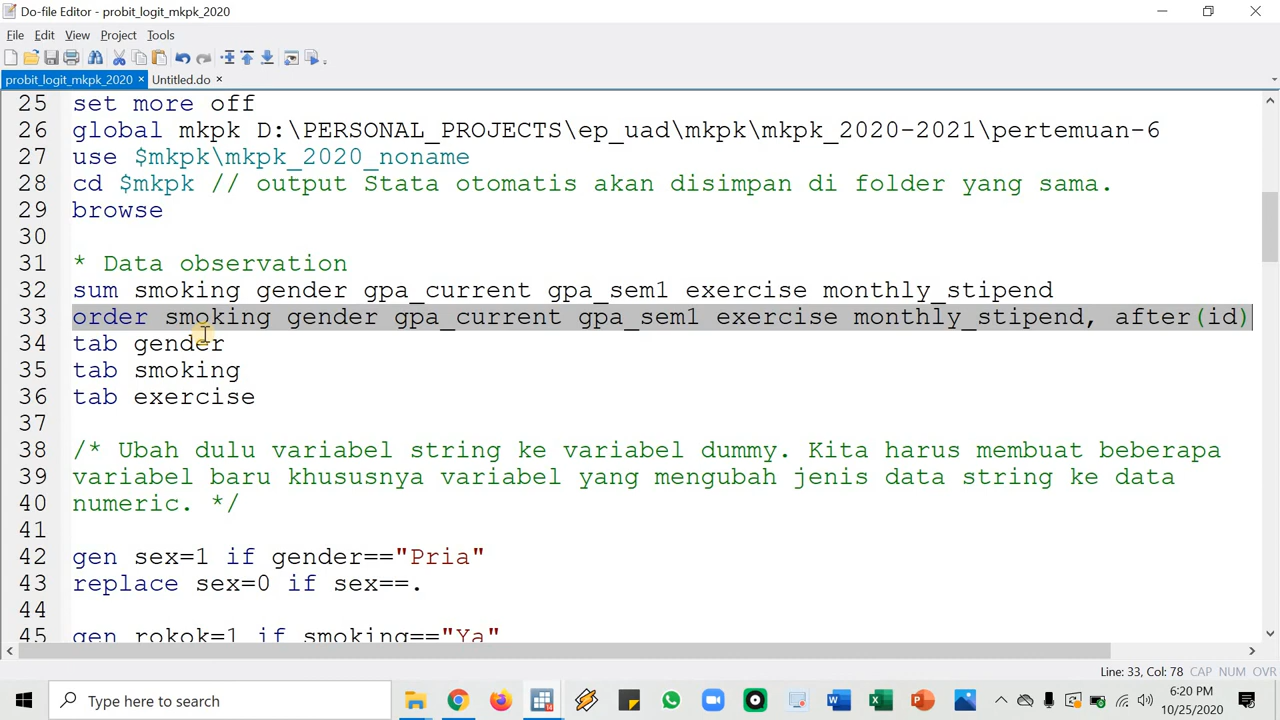 Do-file Editor - probit_logit_mkpk_2020
File Edit View Project Tools
probit_logit_mkpk_2020 × Untitled.do ×
25 set more off
26 global mkpk D:\PERSONAL_PROJECTS\ep_uad\mkpk\mkpk_2020-2021\pertemuan-6
27 use $mkpk\mkpk_2020_noname
28 cd $mkpk // output Stata otomatis akan disimpan di folder yang sama.
29 browse
30
31 * Data observation
32 sum smoking gender gpa_current gpa_sem1 exercise monthly_stipend
33 order smoking gender gpa_current gpa_sem1 exercise monthly_stipend, after(id)
34 tab gender
35 tab smoking
36 tab exercise
37
38 /* Ubah dulu variabel string ke variabel dummy. Kita harus membuat beberapa
39 variabel baru khususnya variabel yang mengubah jenis data string ke data
40 numeric. */
41
42 gen sex=1 if gender=="Pria"
43 replace sex=0 if sex==.
44
45 gen rokok=1 if smoking=="Ya"
Line: 33, Col: 78 CAP NUM OVR
Type here to search
6:20 PM
10/25/2020